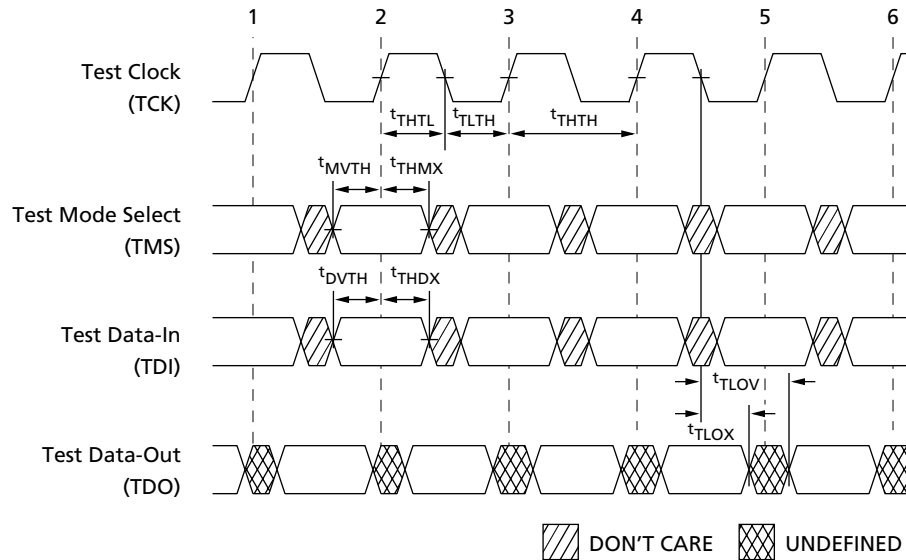 1 2 3 4 5 6
Test Clock
(TCK)
tTHTL tTLTH tTHTH
tMVTH tTHMX
Test Mode Select
(TMS)
tDVTH tTHDX
Test Data-In
(TDI)
tTLOV
tTLOX
Test Data-Out
(TDO)
DON'T CARE UNDEFINED